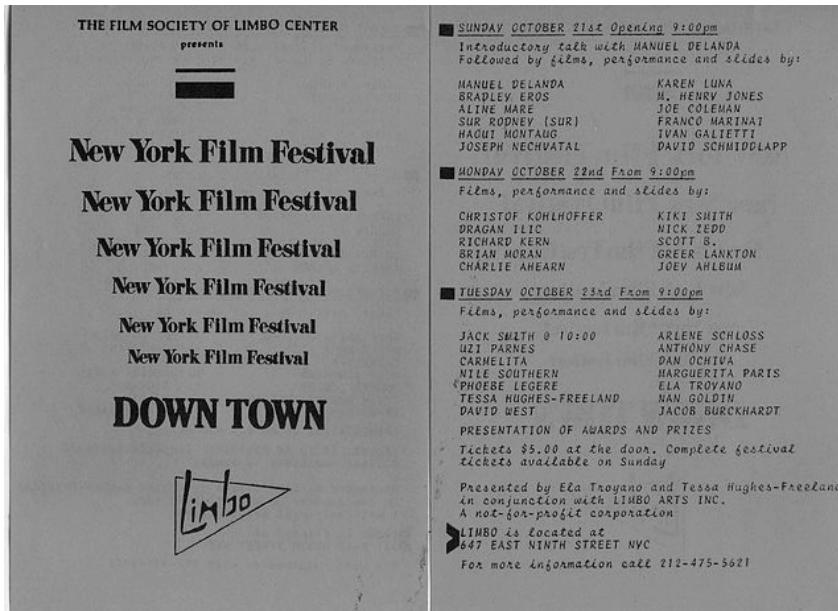 THE FILM SOCIETY OF LIMBO CENTER
presents
New York Film Festival
New York Film Festival
New York Film Festival
New York Film Festival
New York Film Festival
New York Film Festival
DOWN TOWN
Limbo
SUNDAY OCTOBER 21st Opening 9:00pm
Introductory talk with MANUEL DELANDA
Followed by films, performance and slides by:
MANUEL DELANDA
BRADLEY EROS
ALINE MARE
SUR RODNEY (SUR)
HAOUI MONTAUG
JOSEPH NECHVATAL
KAREN LUNA
M. HENRY JONES
JOE COLEMAN
FRANCO MARINAI
IVAN GALIETTI
DAVID SCHMIDDLAPP
MONDAY OCTOBER 22nd From 9:00pm
Films, performance and slides by:
CHRISTOF KOHLHOFFER
DRAGAN ILIC
RICHARD KERN
BRIAN MORAN
CHARLIE AHEARN
KIKI SMITH
NICK ZEDD
SCOTT B.
GREER LANKTON
JOEY AHLBUM
TUESDAY OCTOBER 23rd From 9:00pm
Films, performance and slides by:
JACK SMITH @ 10:00
UZI PARNES
CARMELITA
NILE SOUTHERN
PHOEBE LEGERE
TESSA HUGHES-FREELAND
DAVID WEST
ARLENE SCHLOSS
ANTHONY CHASE
DAN OCHIVA
MARGUERITA PARIS
ELA TROYANO
NAN GOLDIN
JACOB BURCKHARDT
PRESENTATION OF AWARDS AND PRIZES
Tickets $5.00 at the door. Complete festival
tickets available on Sunday
Presented by Ela Troyano and Tessa Hughes-Freeland
in conjunction with LIMBO ARTS INC.
A not-for-profit corporation
LIMBO is located at
647 EAST NINTH STREET NYC
For more information call 212-475-5621